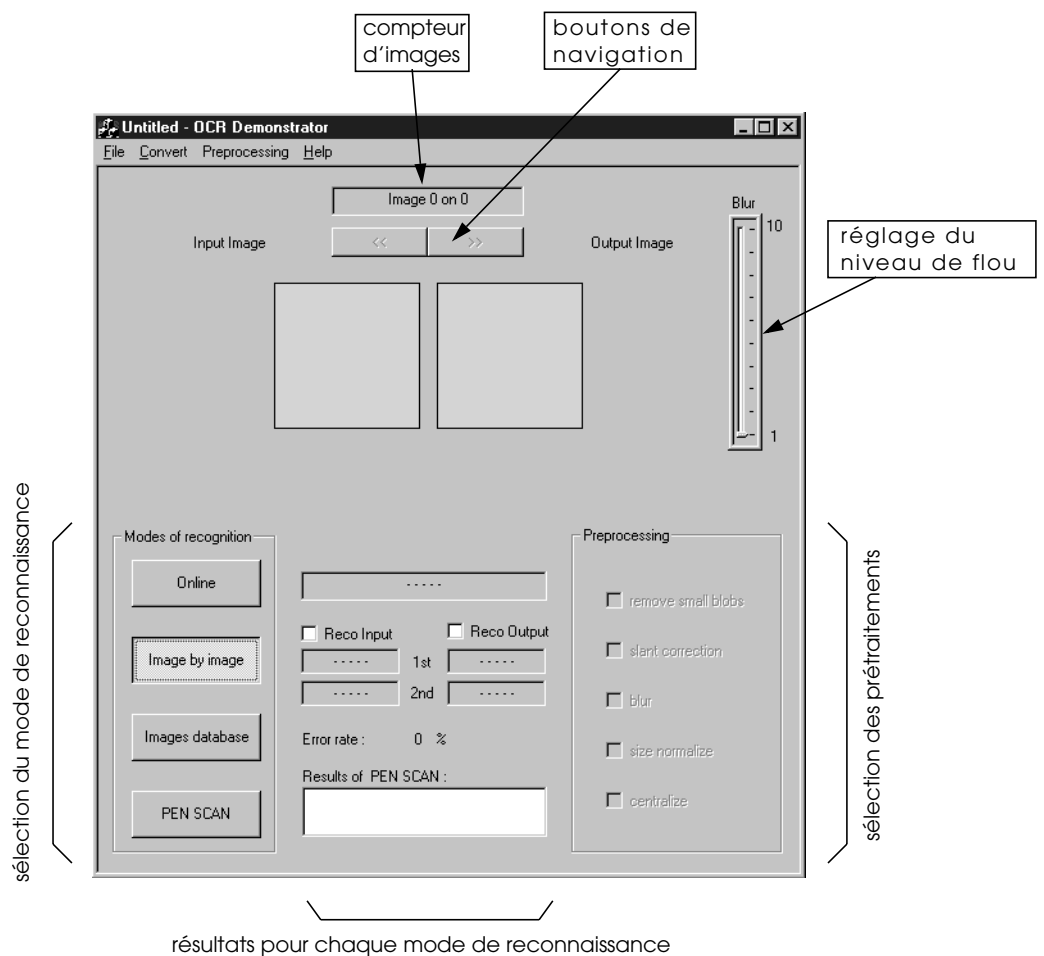 compteur
d'images
boutons de
navigation
Untitled - OCR Demonstrator
File Convert Preprocessing Help
Image 0 on 0
Blur
10
Input Image
<<
>>
Output Image
réglage du
niveau de flou
1
sélection du mode de reconnaissance
Modes of recognition
Online
Image by image
Images database
PEN SCAN
-----
Reco Input
Reco Output
----- 1st -----
----- 2nd -----
Error rate : 0 %
Results of PEN SCAN :
Preprocessing
remove small blobs
slant correction
blur
size normalize
centralize
sélection des prétraitements
résultats pour chaque mode de reconnaissance